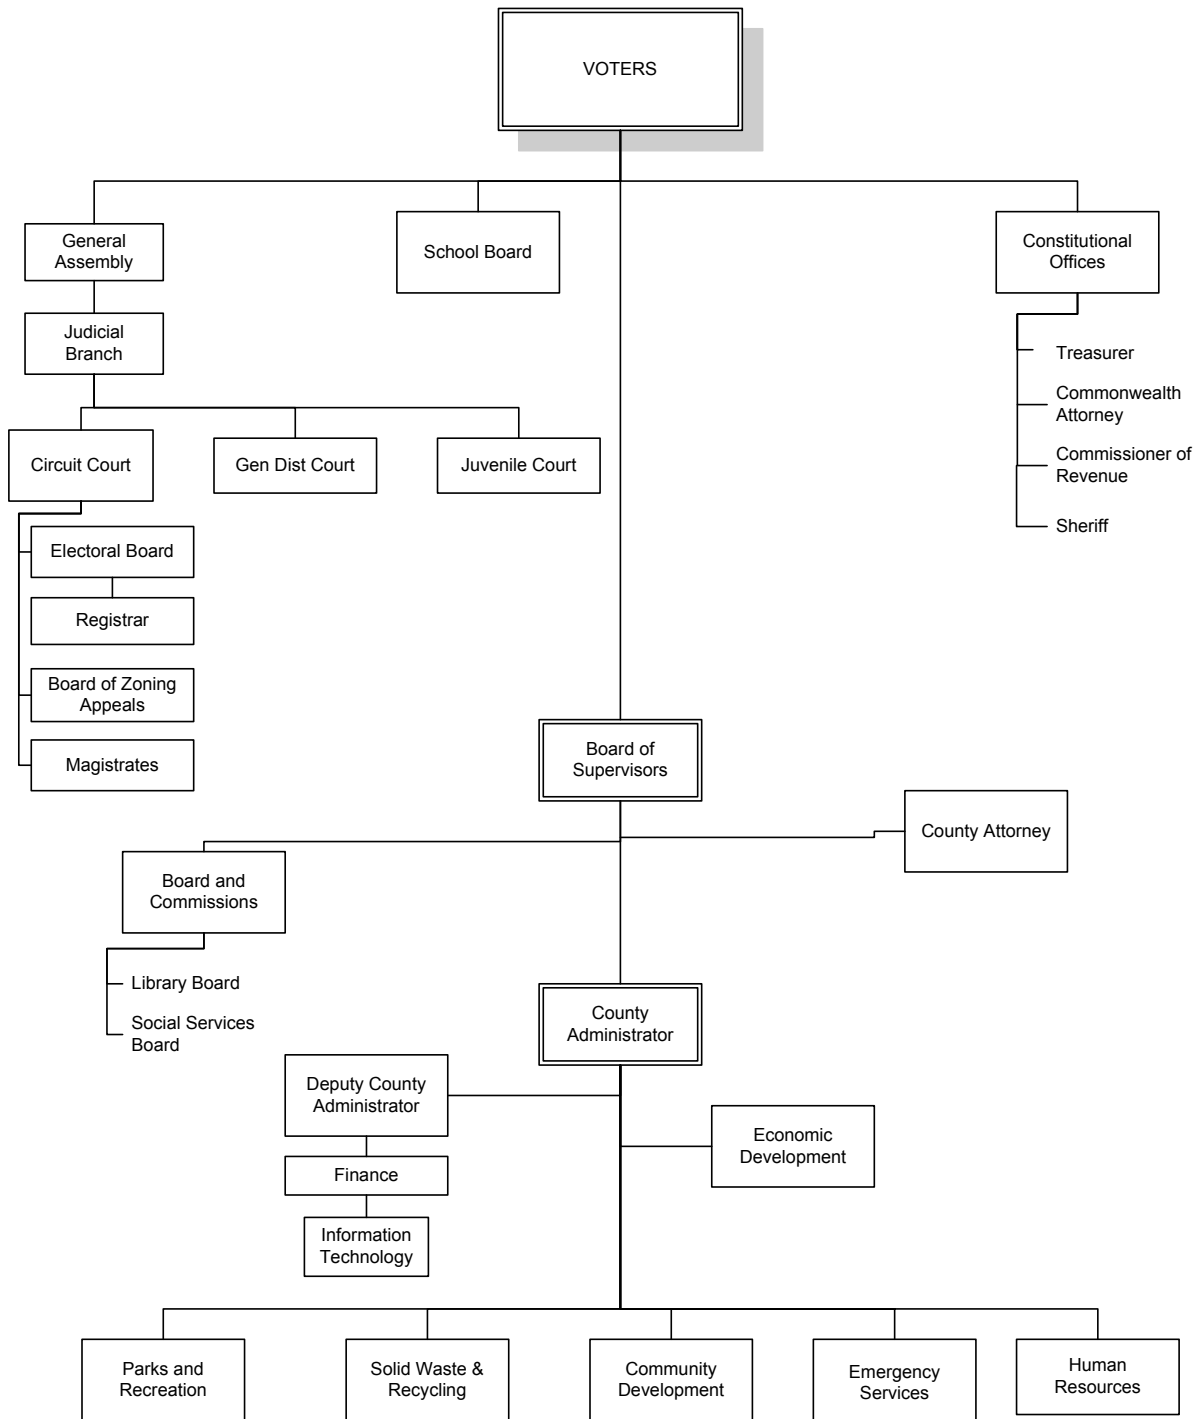 VOTERS
General
Assembly
School Board
Constitutional
Offices
Judicial
Branch
Treasurer
Commonwealth
Attorney
Commissioner of
Revenue
Sheriff
Circuit Court
Gen Dist Court
Juvenile Court
Electoral Board
Registrar
Board of Zoning
Appeals
Magistrates
Board of
Supervisors
County Attorney
Board and
Commissions
Library Board
Social Services
Board
County
Administrator
Deputy County
Administrator
Finance
Information
Technology
Economic
Development
Parks and
Recreation
Solid Waste &
Recycling
Community
Development
Emergency
Services
Human
Resources